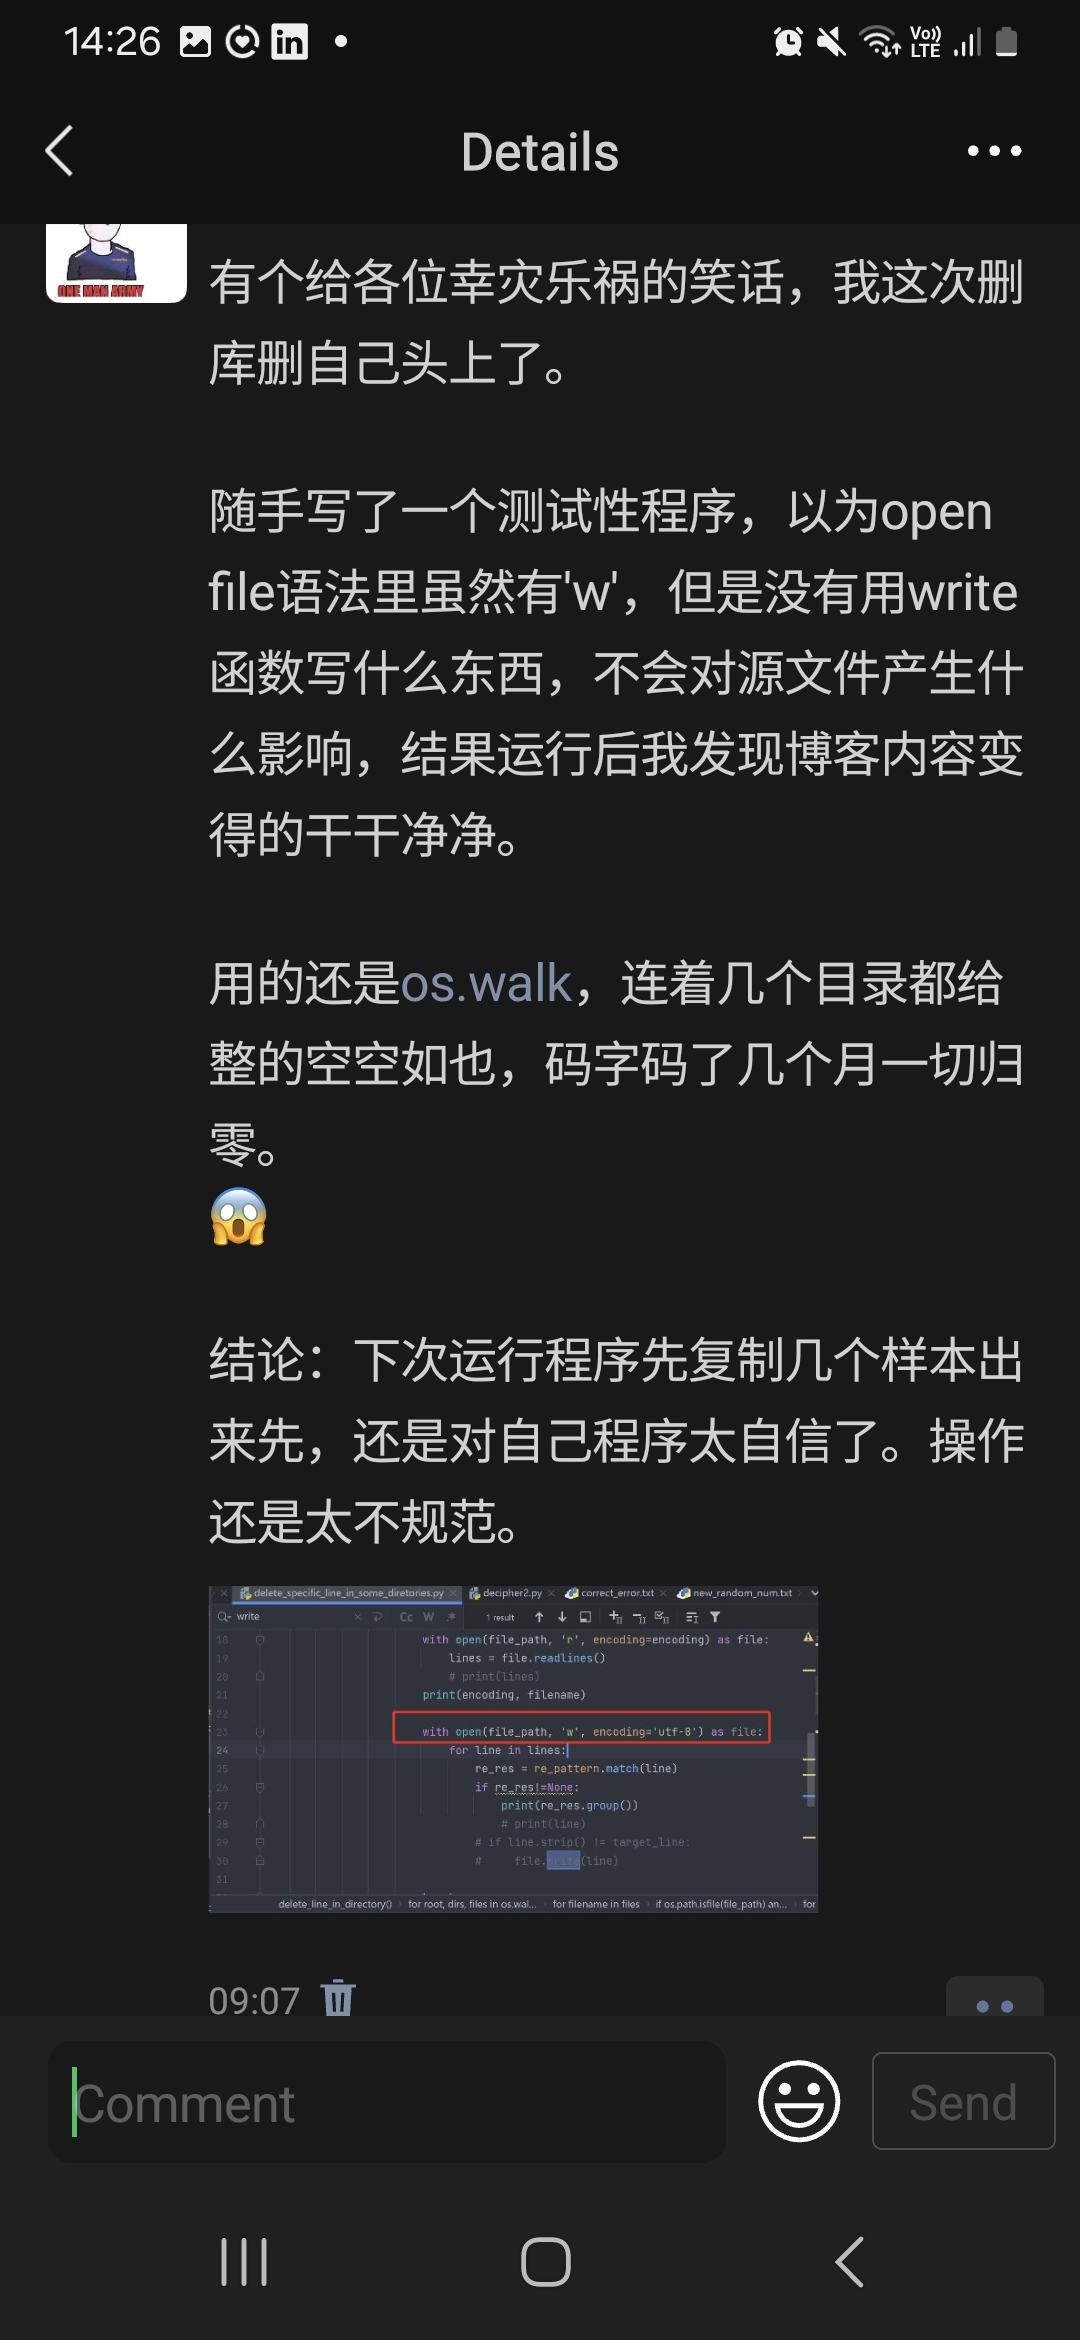 14:26
Vo)) LTE
Details
ONE MAN ARMY
有个给各位幸灾乐祸的笑话，我这次删
库删自己头上了。
随手写了一个测试性程序，以为open
file语法里虽然有'w'，但是没有用write
函数写什么东西，不会对源文件产生什
么影响，结果运行后我发现博客内容变
得的干干净净。
用的还是os.walk，连着几个目录都给
整的空空如也，码字码了几个月一切归
零。
结论：下次运行程序先复制几个样本出
来先，还是对自己程序太自信了。操作
还是太不规范。
delete_specific_line_in_some_diretories.py decipher2.py correct_error.txt new_random_num.txt
write Cc W .* 1 result
18 with open(file_path, 'r', encoding=encoding) as file:
19 lines = file.readlines()
20 # print(lines)
21 print(encoding, filename)
22
23 with open(file_path, 'w', encoding='utf-8') as file:
24 for line in lines:
25 re_res = re_pattern.match(line)
26 if re_res!=None:
27 print(re_res.group())
28 # print(line)
29 # if line.strip() != target_line:
30 # file.write(line)
31
delete_line_in_directory() for root, dirs, files in os.wal... for filename in files if os.path.isfile(file_path) an... for
09:07
Comment
Send